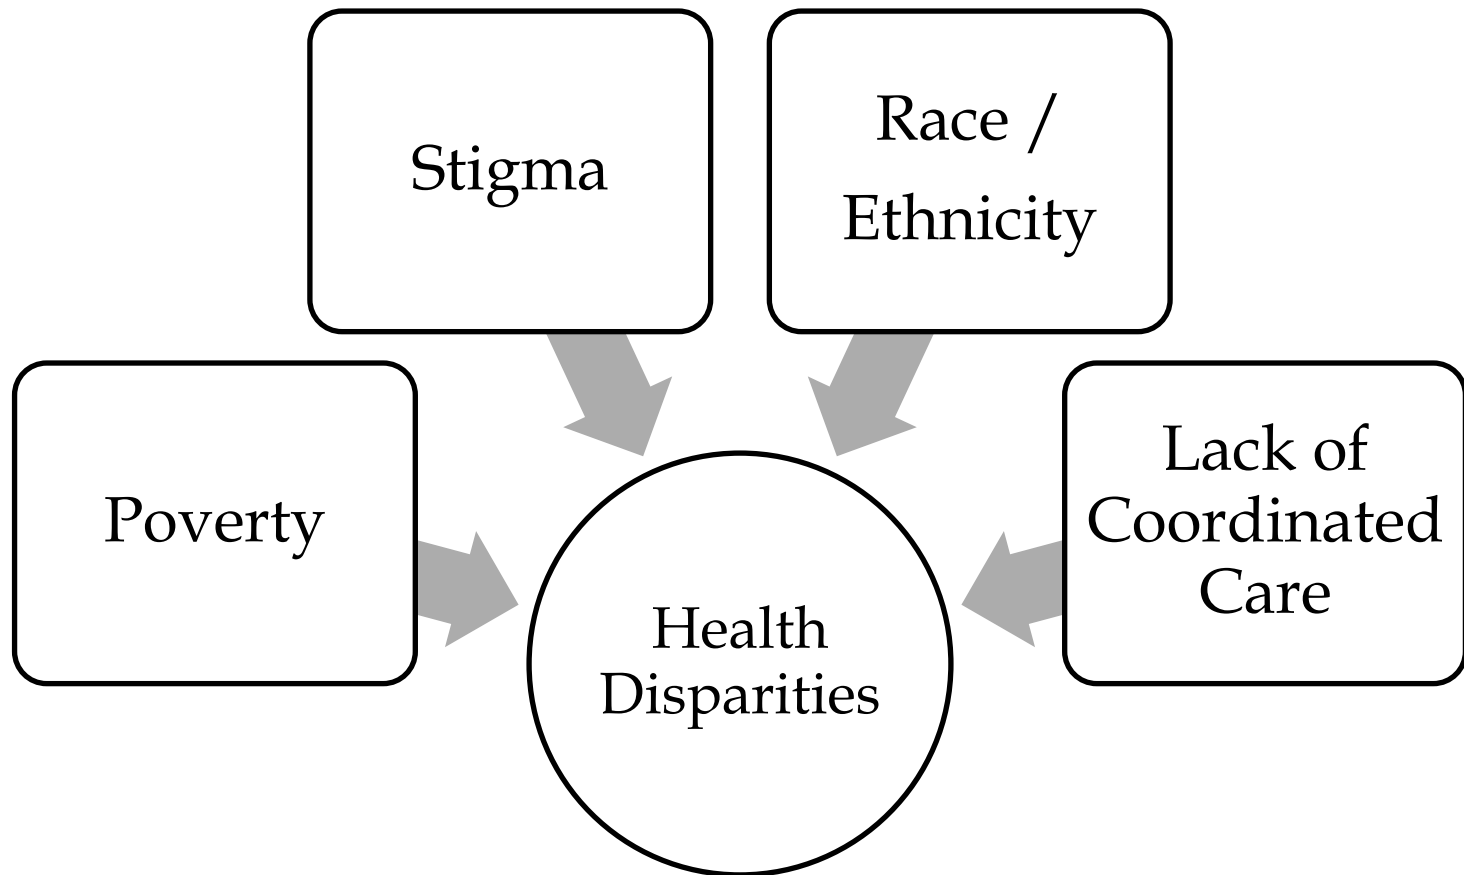 Stigma
Race /
Ethnicity
Poverty
Lack of
Coordinated
Care
Health
Disparities